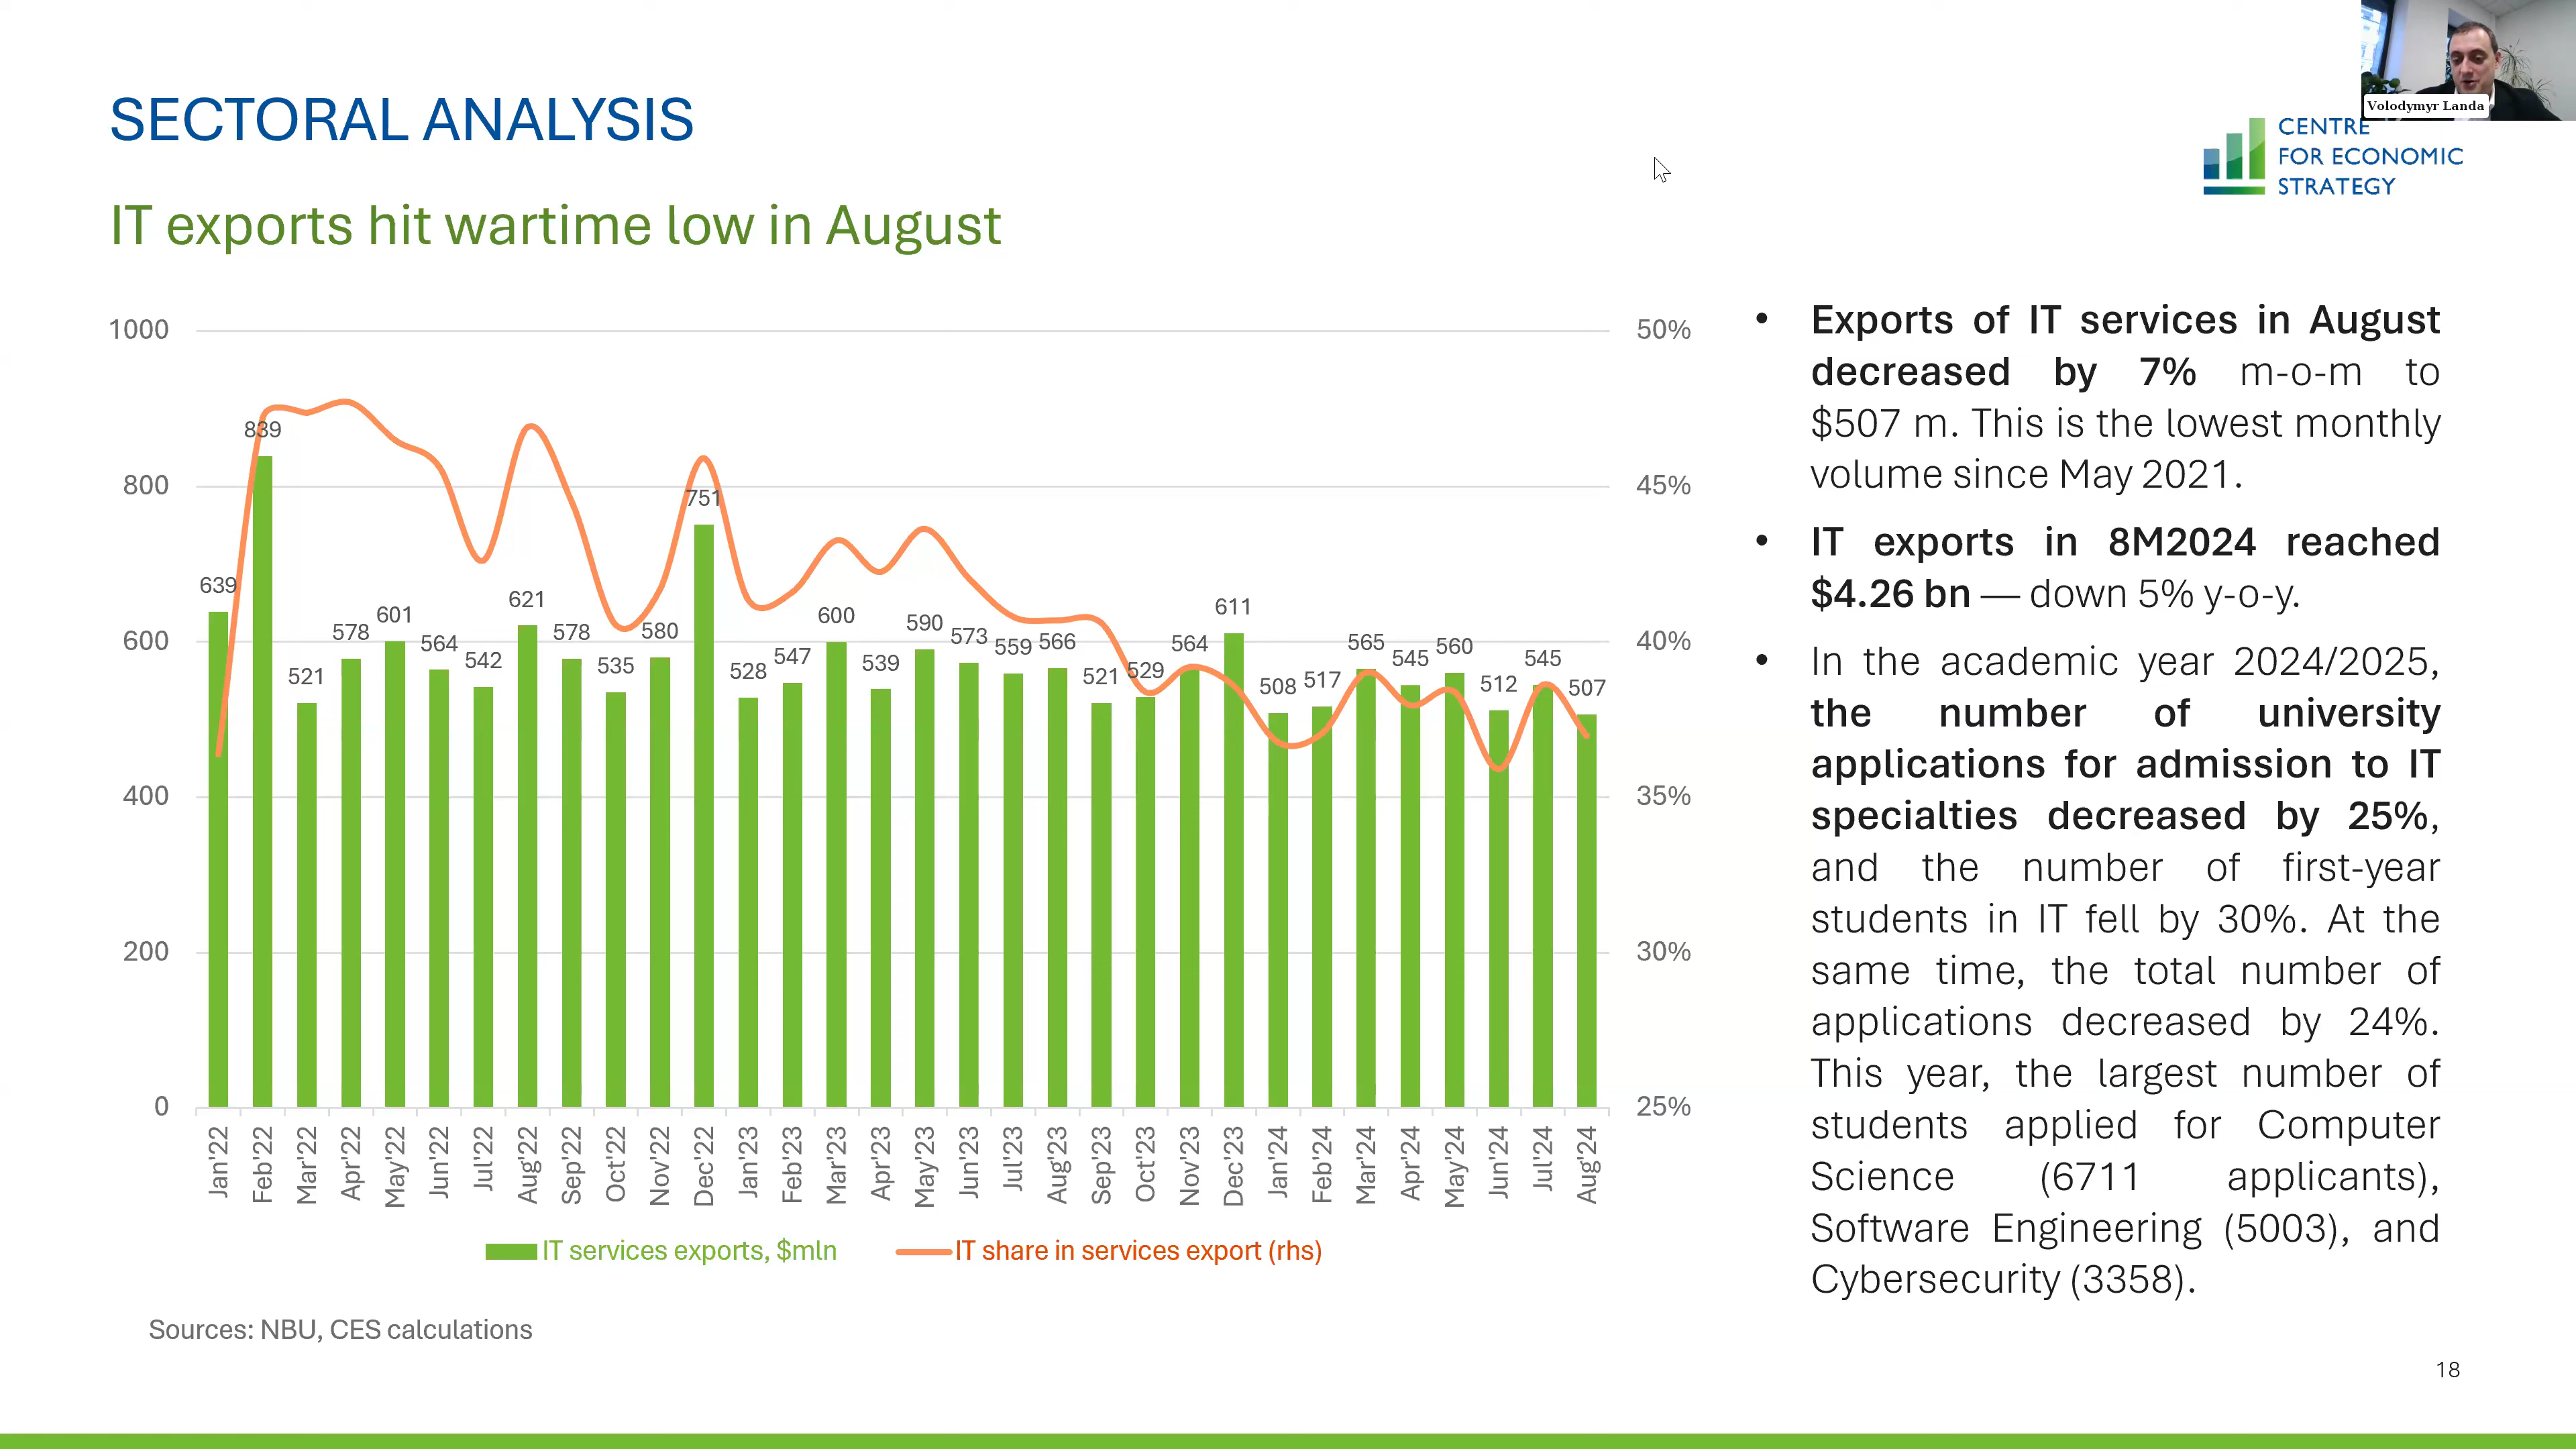 Volodymyr Landa
CENTRE
FOR ECONOMIC
STRATEGY
SECTORAL ANALYSIS
IT exports hit wartime low in August
1000
800
600
400
200
0
50%
45%
40%
35%
30%
25%
639
839
521
578
601
564
542
621
578
535
580
751
528
547
600
539
590
573
559
566
521
529
564
611
508
517
565
545
560
512
545
507
Jan'22
Feb'22
Mar'22
Apr'22
May'22
Jun'22
Jul'22
Aug'22
Sep'22
Oct'22
Nov'22
Dec'22
Jan'23
Feb'23
Mar'23
Apr'23
May'23
Jun'23
Jul'23
Aug'23
Sep'23
Oct'23
Nov'23
Dec'23
Jan'24
Feb'24
Mar'24
Apr'24
May'24
Jun'24
Jul'24
Aug'24
IT services exports, $mln
IT share in services export (rhs)
Sources: NBU, CES calculations
• Exports of IT services in August
decreased by 7% m-o-m to
$507 m. This is the lowest monthly
volume since May 2021.
• IT exports in 8M2024 reached
$4.26 bn — down 5% y-o-y.
• In the academic year 2024/2025,
the number of university
applications for admission to IT
specialties decreased by 25%,
and the number of first-year
students in IT fell by 30%. At the
same time, the total number of
applications decreased by 24%.
This year, the largest number of
students applied for Computer
Science (6711 applicants),
Software Engineering (5003), and
Cybersecurity (3358).
18